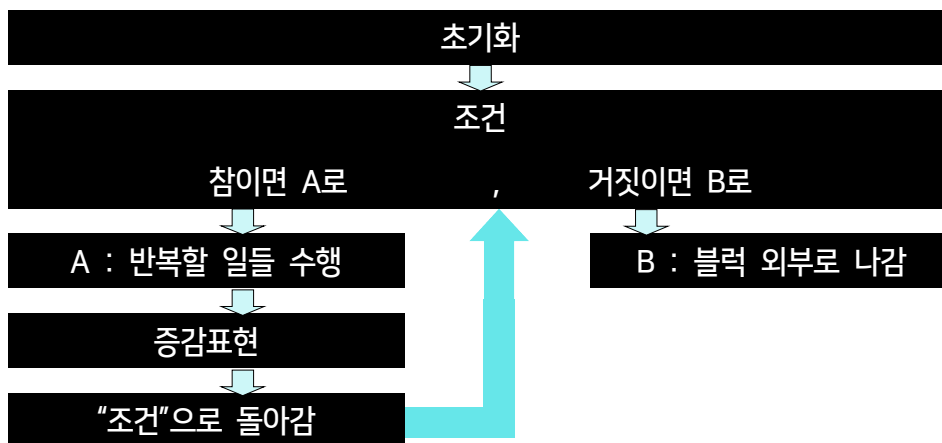 초기화
조건
참이면 A로 , 거짓이면 B로
A : 반복할 일들 수행
B : 블럭 외부로 나감
증감표현
“조건”으로 돌아감